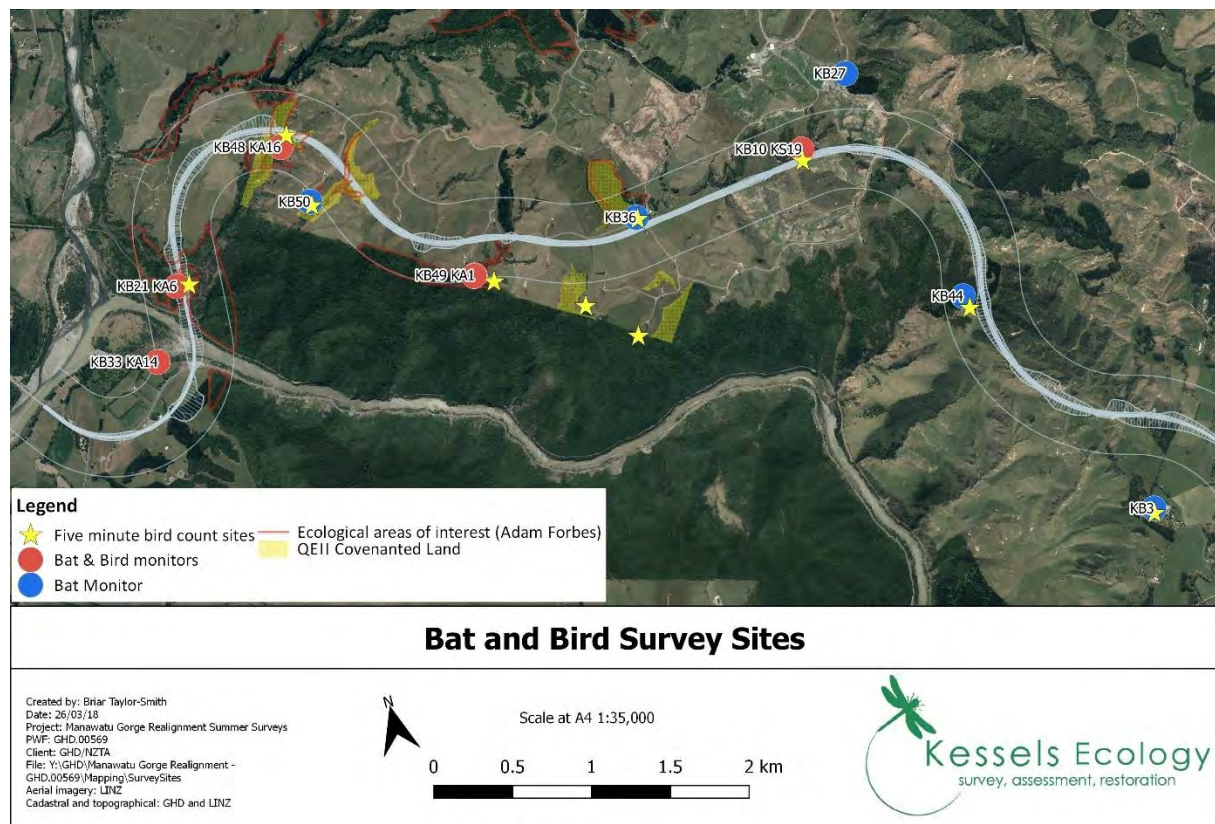 KB27
KB48 KA16
KB10 KS19
KB50
KB36
KB49 KA1
KB21 KA6
KB44
KB33 KA14
KB3
Legend
Five minute bird count sites
Bat & Bird monitors
Bat Monitor
Ecological areas of interest (Adam Forbes)
QEII Covenanted Land
Bat and Bird Survey Sites
Created by: Briar Taylor-Smith
Date: 26/03/18
Project: Manawatu Gorge Realignment Summer Surveys
PWF: GHD.00569
Client: GHD/NZTA
File: Y:\GHD\Manawatu Gorge Realignment -
GHD.00569\Mapping\SurveySites
Aerial imagery: LINZ
Cadastral and topographical: GHD and LINZ
N
Scale at A4 1:35,000
0 0.5 1 1.5 2 km
Kessels Ecology
survey, assessment, restoration